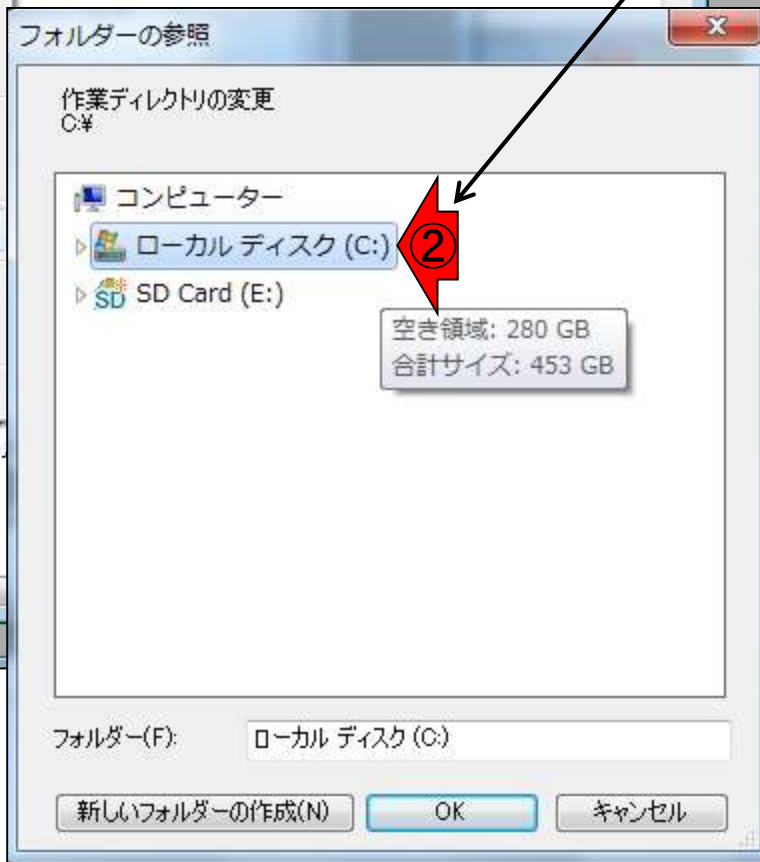 フォルダーの参照
作業ディレクトリの変更
C:¥
コンピューター
ローカル ディスク (C:)
②
SD Card (E:)
空き領域: 280 GB
合計サイズ: 453 GB
フォルダー(F):
ローカル ディスク (C:)
新しいフォルダーの作成(N)
OK
キャンセル